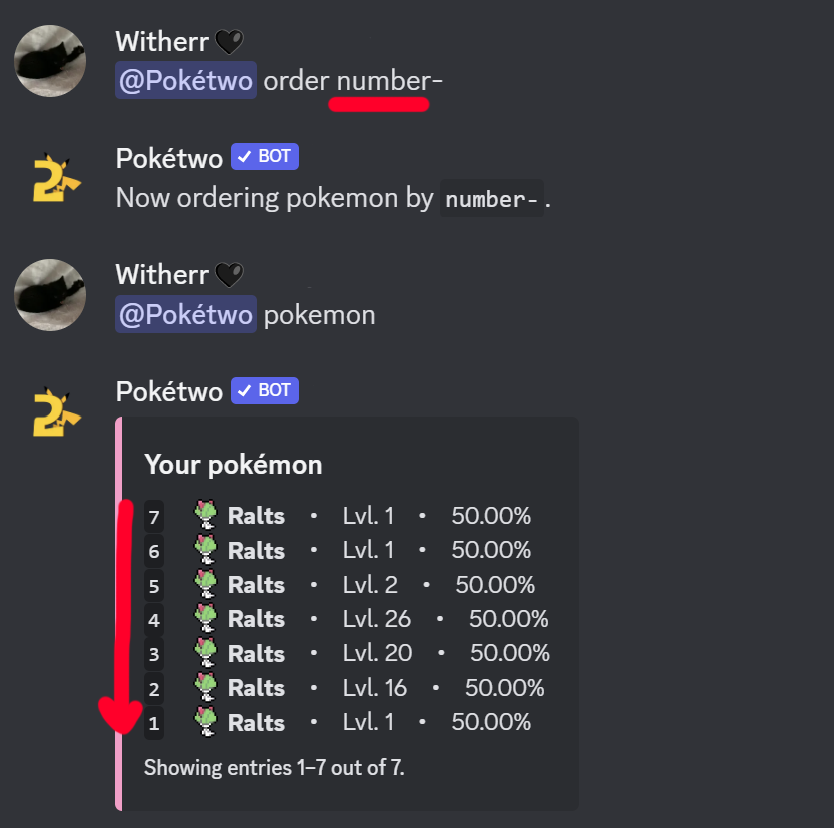 Witherr 🖤
@Pokétwo order number-
Pokétwo ✓ BOT
Now ordering pokemon by number-.
Witherr 🖤
@Pokétwo pokemon
Pokétwo ✓ BOT
Your pokémon
7 Ralts • Lvl. 1 • 50.00%
6 Ralts • Lvl. 1 • 50.00%
5 Ralts • Lvl. 2 • 50.00%
4 Ralts • Lvl. 26 • 50.00%
3 Ralts • Lvl. 20 • 50.00%
2 Ralts • Lvl. 16 • 50.00%
1 Ralts • Lvl. 1 • 50.00%
Showing entries 1–7 out of 7.